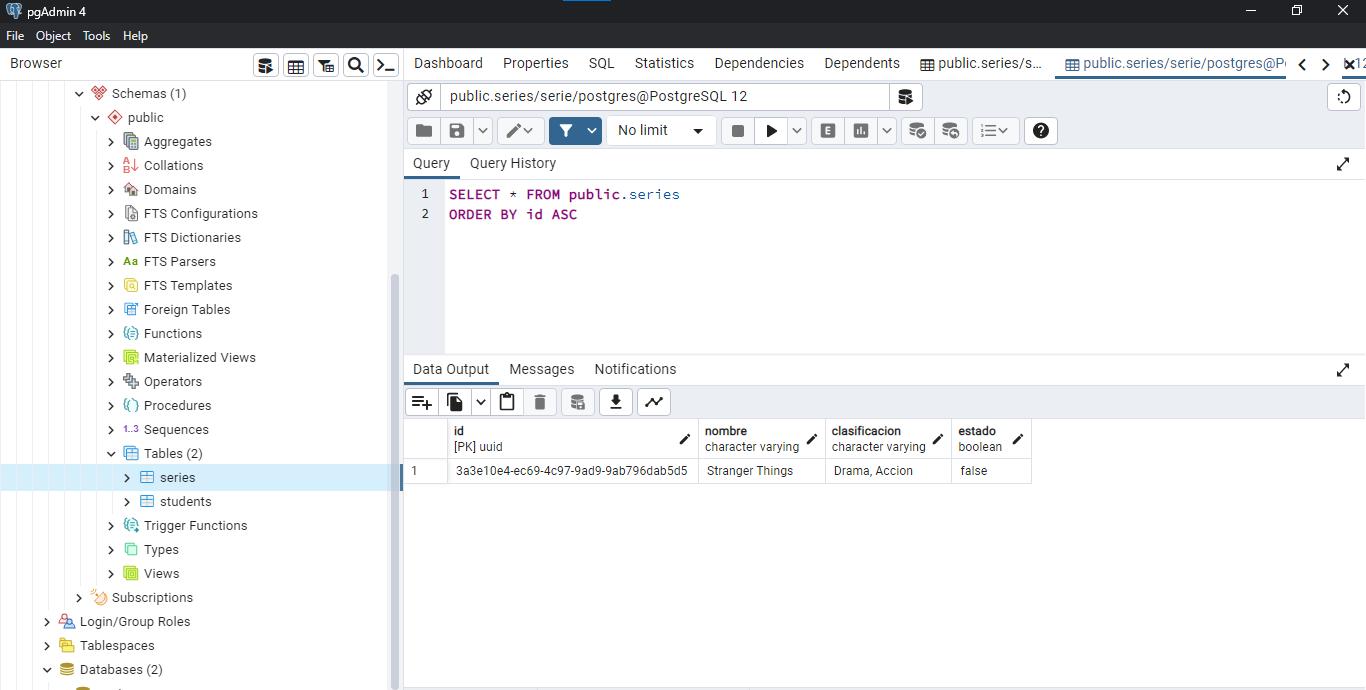 pgAdmin 4
File Object Tools Help
Browser
Dashboard Properties SQL Statistics Dependencies Dependents public.series/s... public.series/serie/postgres@P
Schemas (1)
public
Aggregates
Collations
Domains
FTS Configurations
FTS Dictionaries
Aa FTS Parsers
FTS Templates
Foreign Tables
Functions
Materialized Views
Operators
Procedures
1..3 Sequences
Tables (2)
series
students
Trigger Functions
Types
Views
Subscriptions
Login/Group Roles
Tablespaces
Databases (2)
public.series/serie/postgres@PostgreSQL 12
No limit E
Query Query History
1 SELECT * FROM public.series
2 ORDER BY id ASC
Data Output Messages Notifications
id nombre clasificacion estado
[PK] uuid character varying character varying boolean
1 3a3e10e4-ec69-4c97-9ad9-9ab796dab5d5 Stranger Things Drama, Accion false